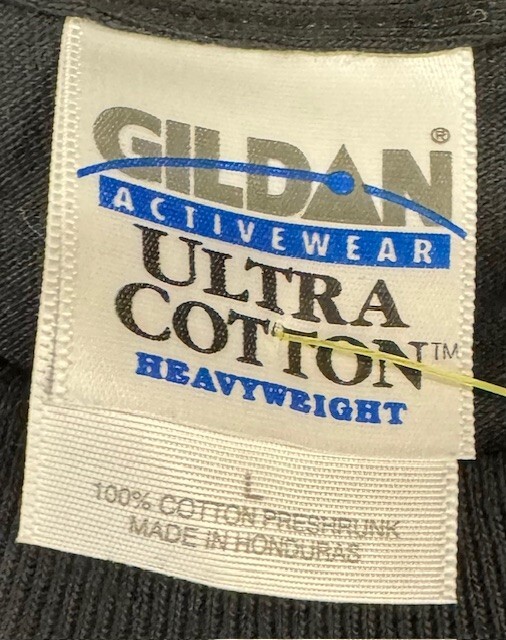 GILDAN®
ACTIVEWEAR
ULTRA
COTTON™
HEAVYWEIGHT
L
100% COTTON PRESHRUNK
MADE IN HONDURAS